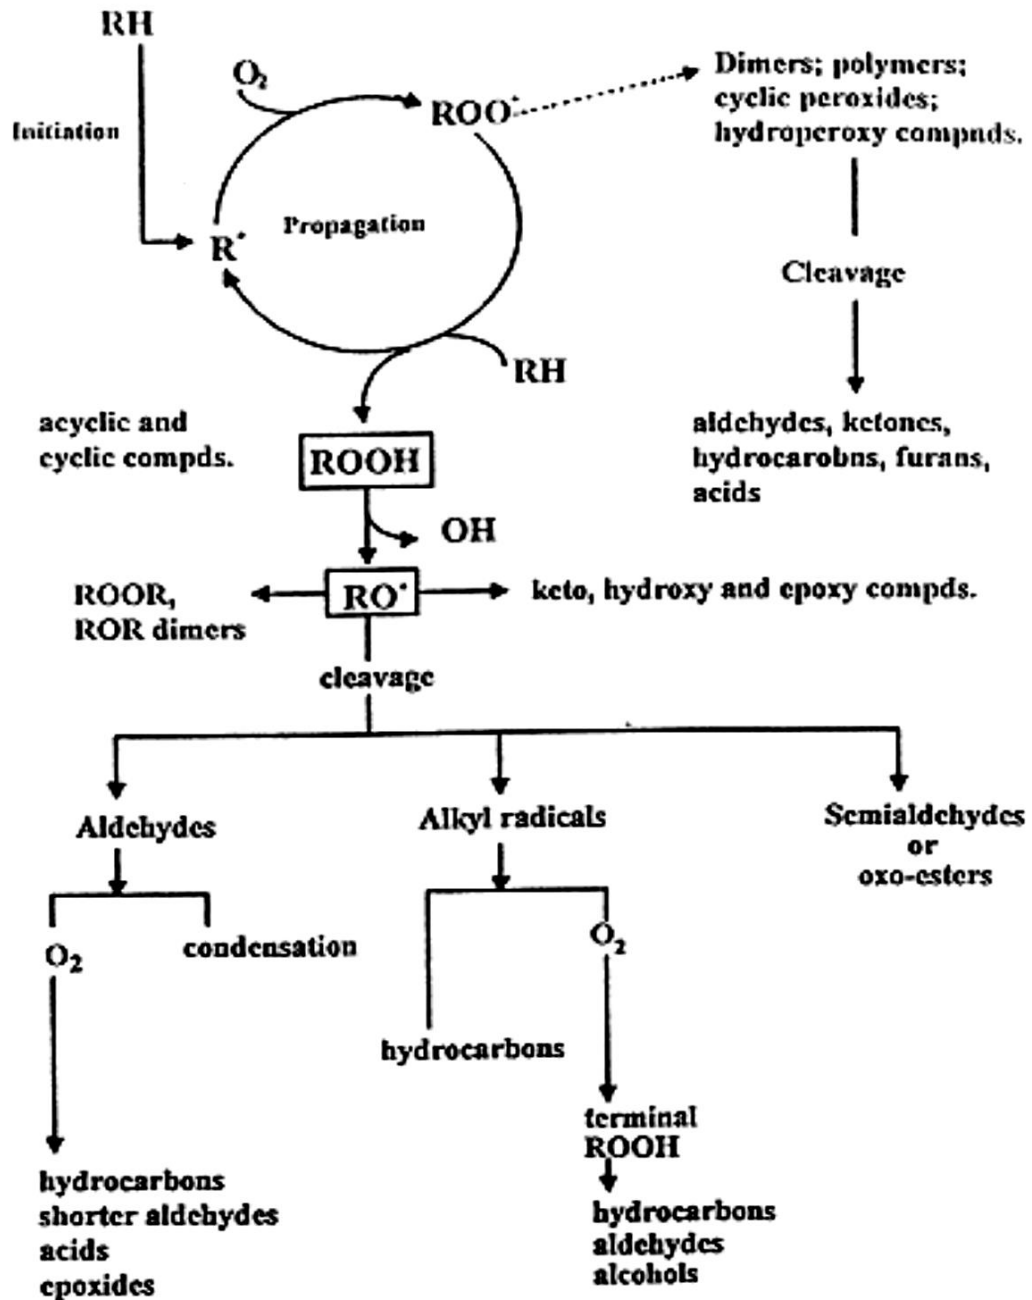 RH
O₂
ROO·
Dimers; polymers;
cyclic peroxides;
hydroperoxy compnds.
Initiation
R·
Propagation
Cleavage
RH
acyclic and
cyclic compds.
ROOH
aldehydes, ketones,
hydrocarobns, furans,
acids
OH
ROOR,
ROR dimers
RO·
keto, hydroxy and epoxy compds.
cleavage
Aldehydes
Alkyl radicals
Semialdehydes
or
oxo-esters
O₂
condensation
O₂
hydrocarbons
terminal
ROOH
hydrocarbons
shorter aldehydes
acids
epoxides
hydrocarbons
aldehydes
alcohols